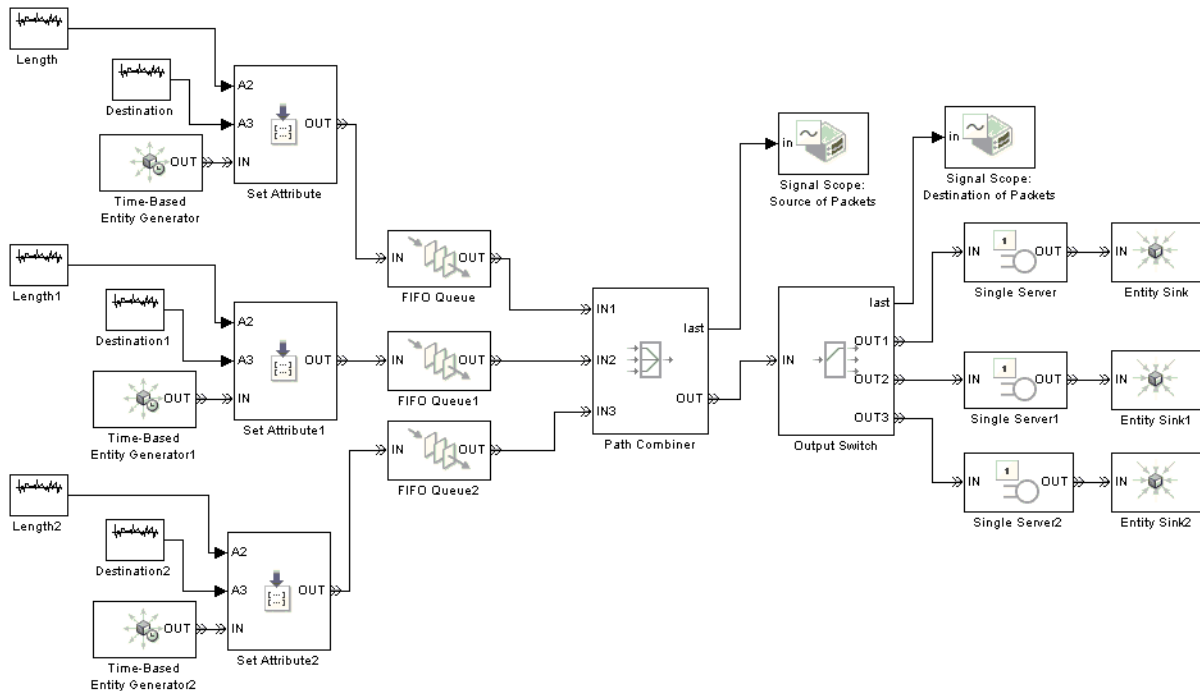 Length
Destination
A2
A3
OUT
OUT
IN
Set Attribute
Time-Based
Entity Generator
Length1
Destination1
A2
A3
OUT
OUT
IN
Set Attribute1
Time-Based
Entity Generator1
Length2
Destination2
A2
A3
OUT
OUT
IN
Set Attribute2
Time-Based
Entity Generator2
IN
OUT
FIFO Queue
IN
OUT
FIFO Queue1
IN
OUT
FIFO Queue2
IN1
IN2
IN3
last
OUT
Path Combiner
in
Signal Scope:
Source of Packets
in
Signal Scope:
Destination of Packets
IN
last
OUT1
OUT2
OUT3
Output Switch
IN
1
OUT
Single Server
IN
Entity Sink
IN
1
OUT
Single Server1
IN
Entity Sink1
IN
1
OUT
Single Server2
IN
Entity Sink2